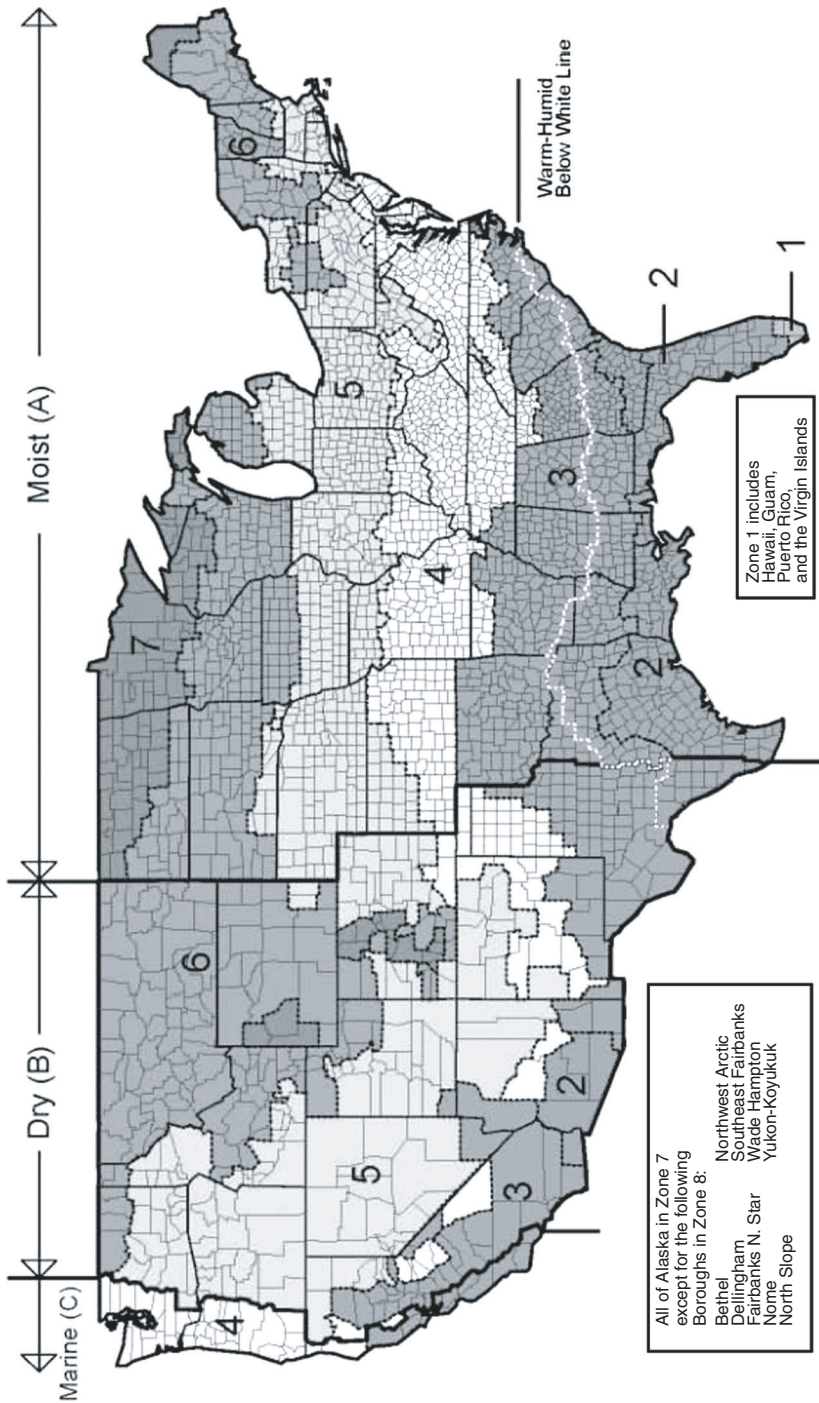 Marine (C)
Dry (B)
Moist (A)
7
6
6
5
5
4
4
3
3
2
2
2
1
Warm-Humid
Below White Line
All of Alaska in Zone 7
except for the following
Boroughs in Zone 8:
Bethel
Dellingham
Fairbanks N. Star
Nome
North Slope
Northwest Arctic
Southeast Fairbanks
Wade Hampton
Yukon-Koyukuk
Zone 1 includes
Hawaii, Guam,
Puerto Rico,
and the Virgin Islands